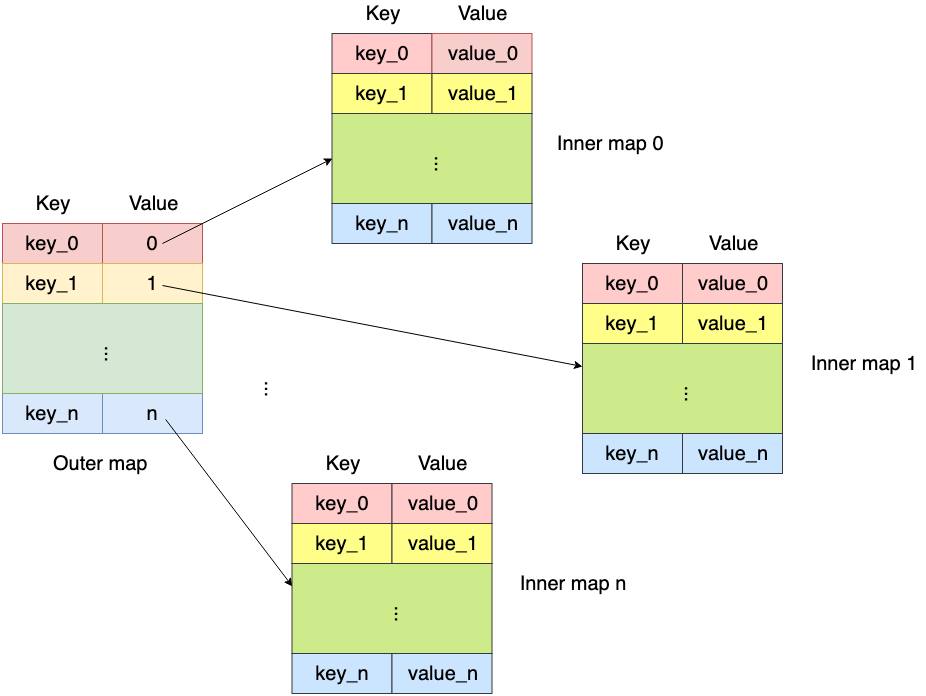 Key Value
key_0 value_0
key_1 value_1
⋮
key_n value_n
Inner map 0
Key Value
key_0 0
key_1 1
⋮
key_n n
Outer map
⋮
Key Value
key_0 value_0
key_1 value_1
⋮
key_n value_n
Inner map 1
Key Value
key_0 value_0
key_1 value_1
⋮
key_n value_n
Inner map n